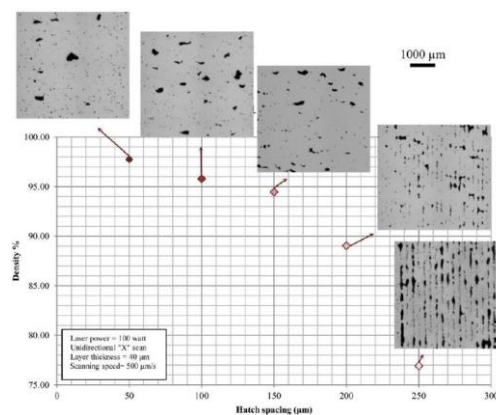 1000 µm
100.00
95.00
90.00
85.00
80.00
75.00
Density %
Laser power = 100 watt
Unidirectional "X" scan
Layer thickness = 40 µm
Scanning speed= 500 µm/s
0 50 100 150 200 250 300
Hatch spacing (µm)